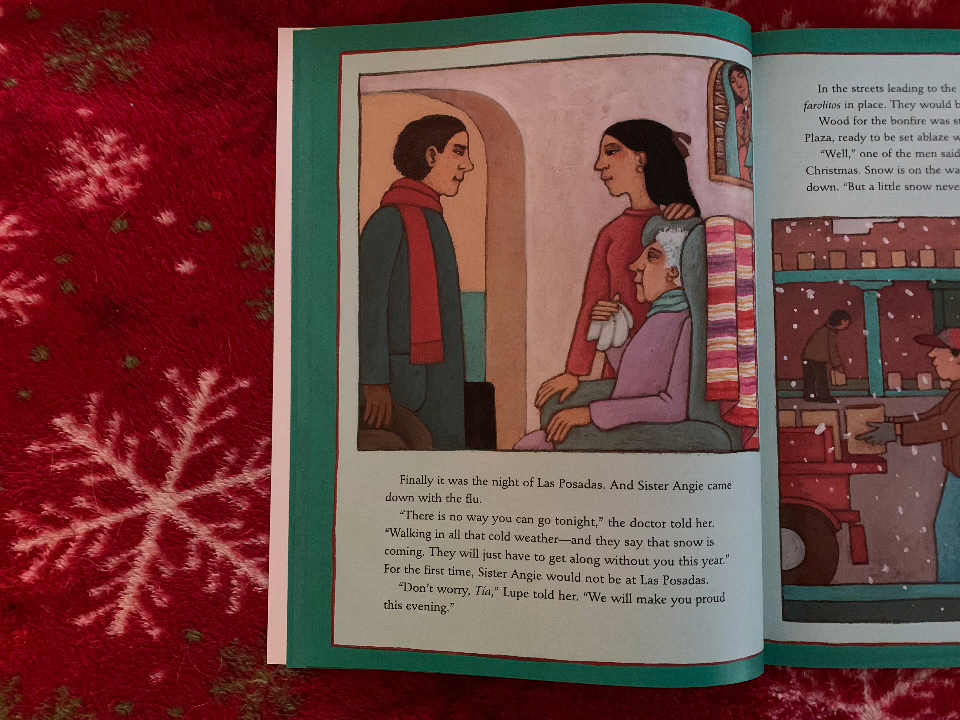 Finally it was the night of Las Posadas. And Sister Angie came
down with the flu.
“There is no way you can go tonight,” the doctor told her.
“Walking in all that cold weather—and they say that snow is
coming. They will just have to get along without you this year.”
For the first time, Sister Angie would not be at Las Posadas.
“Don't worry, Tía,” Lupe told her. “We will make you proud
this evening.”
In the streets leading to the
farolitos in place. They would
Wood for the bonfire was
Plaza, ready to be set ablaze
“Well,” one of the men said
Christmas. Snow is on the
down. “But a little snow